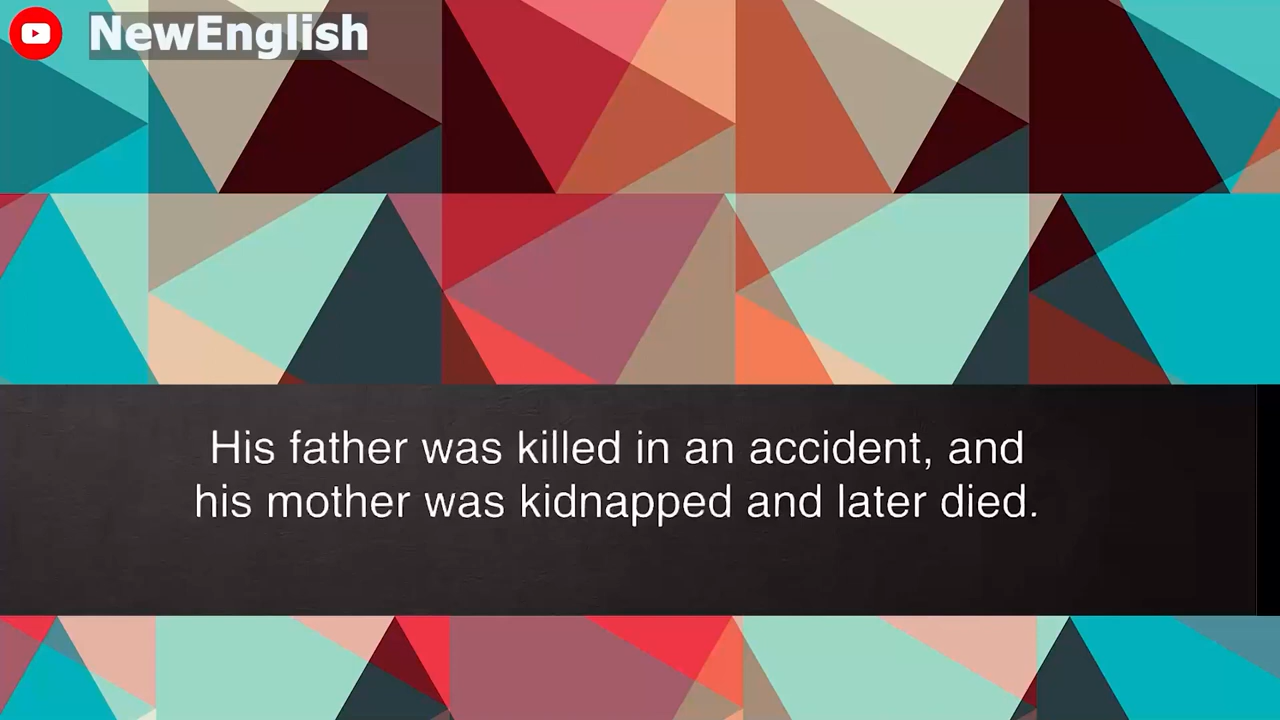 NewEnglish
His father was killed in an accident, and
his mother was kidnapped and later died.